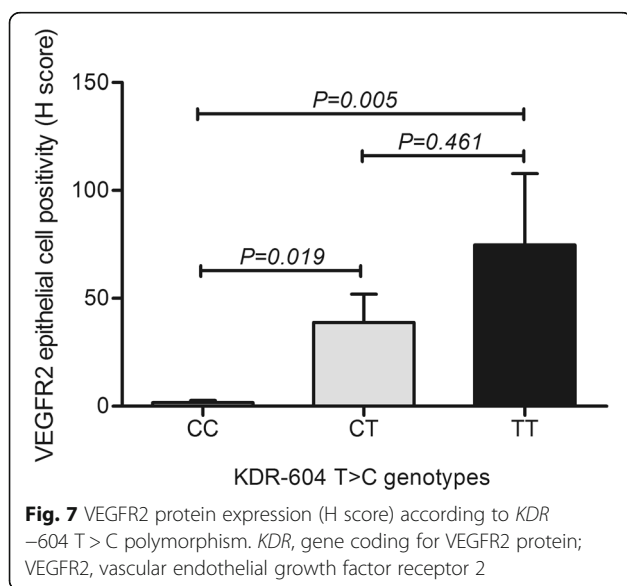 150
P=0.005
P=0.461
100
P=0.019
50
0
VEGFR2 epithelial cell positivity (H score)
CC CT TT
KDR-604 T>C genotypes
Fig. 7 VEGFR2 protein expression (H score) according to KDR
−604 T > C polymorphism. KDR, gene coding for VEGFR2 protein;
VEGFR2, vascular endothelial growth factor receptor 2